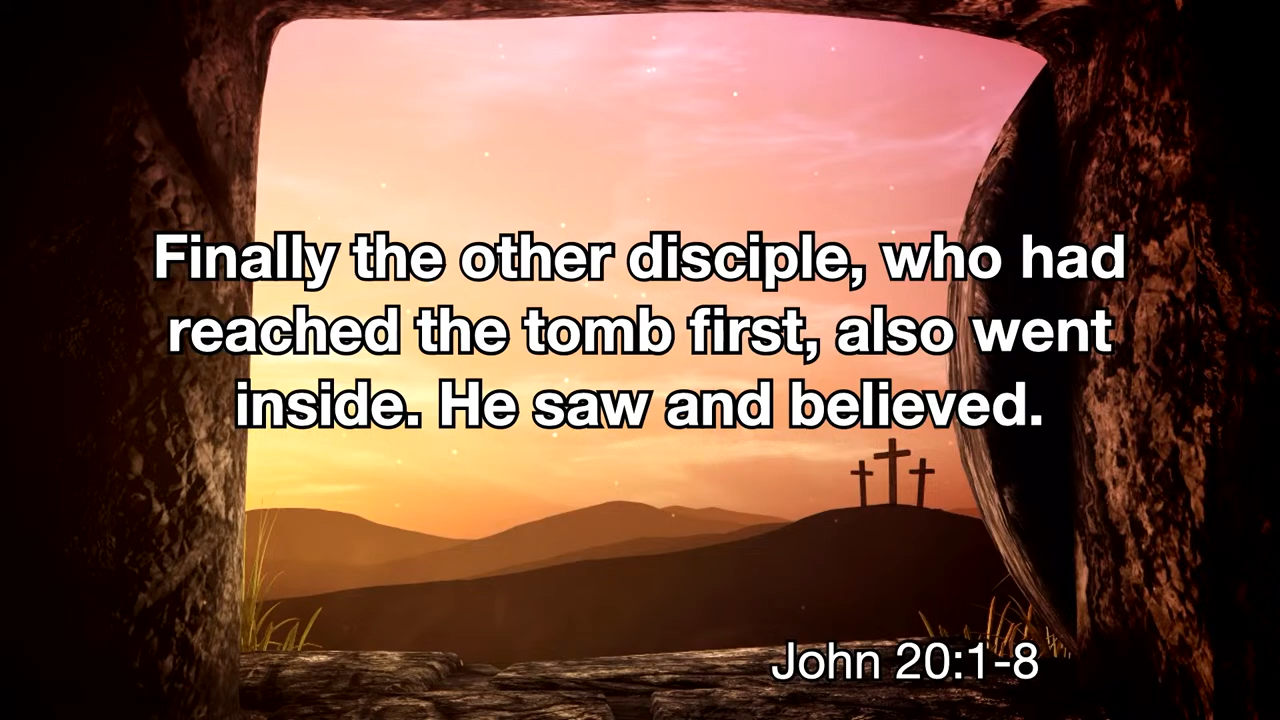 Finally the other disciple, who had
reached the tomb first, also went
inside. He saw and believed.
John 20:1-8